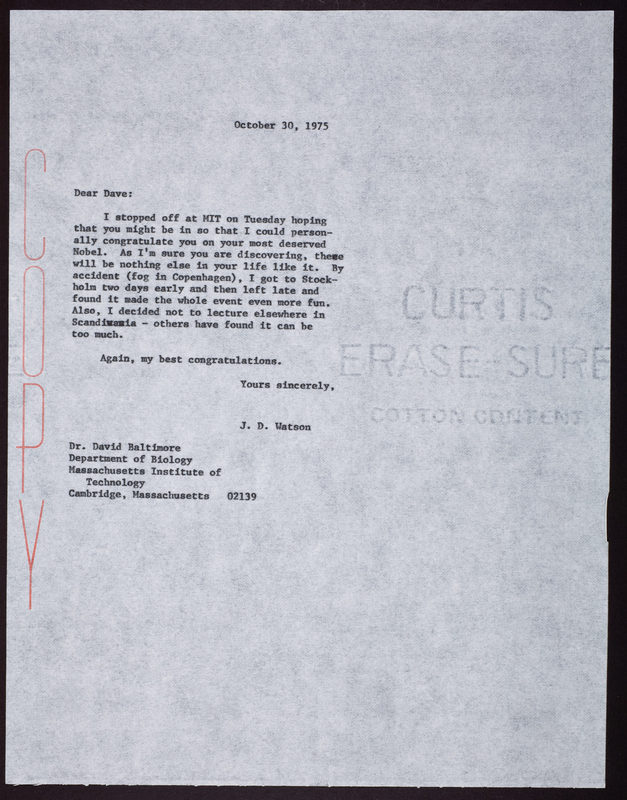 October 30, 1975
COPY
Dear Dave:
I stopped off at MIT on Tuesday hoping
that you might be in so that I could person-
ally congratulate you on your most deserved
Nobel. As I'm sure you are discovering, there
will be nothing else in your life like it. By
accident (fog in Copenhagen), I got to Stock-
holm two days early and then left late and
found it made the whole event even more fun.
Also, I decided not to lecture elsewhere in
Scandinania - others have found it can be
too much.
Again, my best congratulations.
Yours sincerely,
J. D. Watson
Dr. David Baltimore
Department of Biology
Massachusetts Institute of
Technology
Cambridge, Massachusetts 02139
CURTIS
ERASE-SURE
COTTON CONTENT